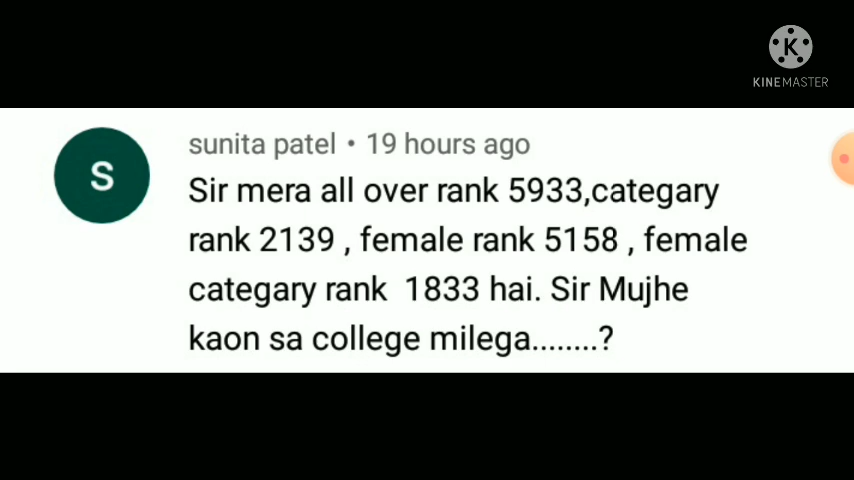 K
KINEMASTER
S
sunita patel • 19 hours ago
Sir mera all over rank 5933,categary
rank 2139 , female rank 5158 , female
categary rank 1833 hai. Sir Mujhe
kaon sa college milega........?